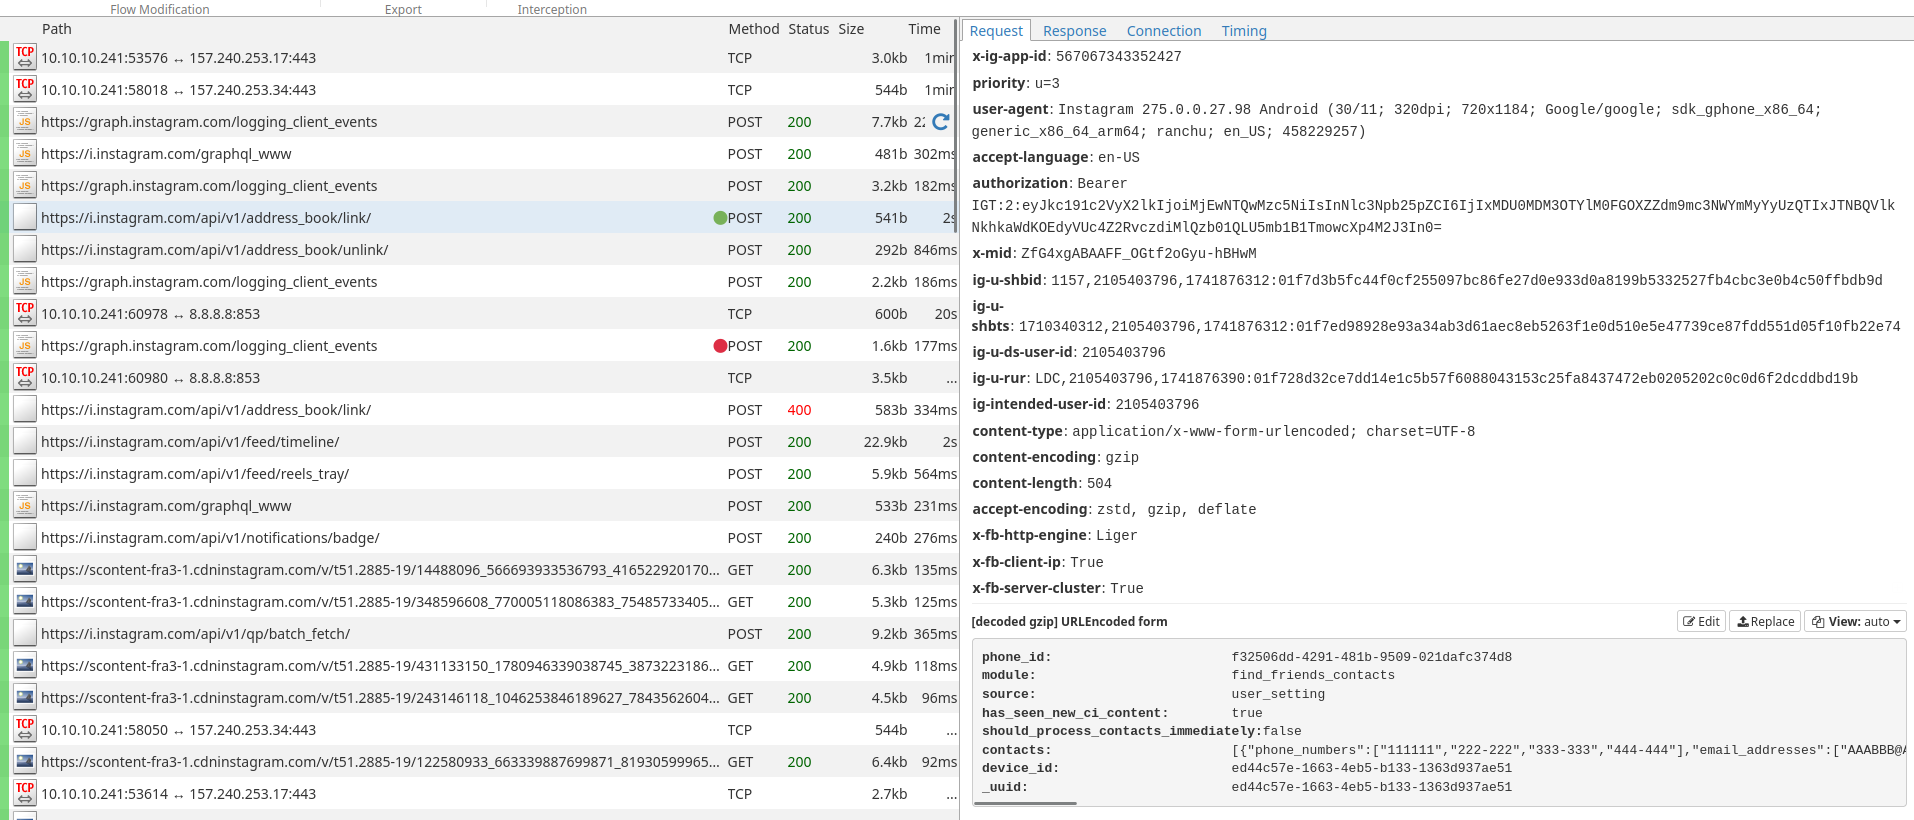 Flow Modification Export Interception
Path Method Status Size Time
TCP 10.10.10.241:53576 ↔ 157.240.253.17:443 TCP 3.0kb 1min
TCP 10.10.10.241:58018 ↔ 157.240.253.34:443 TCP 544b 1min
JS https://graph.instagram.com/logging_client_events POST 200 7.7kb 22
https://i.instagram.com/graphql_www POST 200 481b 302ms
JS https://graph.instagram.com/logging_client_events POST 200 3.2kb 182ms
https://i.instagram.com/api/v1/address_book/link/ POST 200 541b 2s
https://i.instagram.com/api/v1/address_book/unlink/ POST 200 292b 846ms
JS https://graph.instagram.com/logging_client_events POST 200 2.2kb 186ms
TCP 10.10.10.241:60978 ↔ 8.8.8.8:853 TCP 600b 20s
JS https://graph.instagram.com/logging_client_events POST 200 1.6kb 177ms
TCP 10.10.10.241:60980 ↔ 8.8.8.8:853 TCP 3.5kb ...
https://i.instagram.com/api/v1/address_book/link/ POST 400 583b 334ms
https://i.instagram.com/api/v1/feed/timeline/ POST 200 22.9kb 2s
https://i.instagram.com/api/v1/feed/reels_tray/ POST 200 5.9kb 564ms
JS https://i.instagram.com/graphql_www POST 200 533b 231ms
https://i.instagram.com/api/v1/notifications/badge/ POST 200 240b 276ms
https://scontent-fra3-1.cdninstagram.com/v/t51.2885-19/14488096_566693933536793_416522920170... GET 200 6.3kb 135ms
https://scontent-fra3-1.cdninstagram.com/v/t51.2885-19/348596608_770005118086383_75485733405... GET 200 5.3kb 125ms
https://i.instagram.com/api/v1/qp/batch_fetch/ POST 200 9.2kb 365ms
https://scontent-fra3-1.cdninstagram.com/v/t51.2885-19/431133150_1780946339038745_3873223186... GET 200 4.9kb 118ms
https://scontent-fra3-1.cdninstagram.com/v/t51.2885-19/243146118_1046253846189627_7843562604... GET 200 4.5kb 96ms
TCP 10.10.10.241:58050 ↔ 157.240.253.34:443 TCP 544b ...
https://scontent-fra3-1.cdninstagram.com/v/t51.2885-19/122580933_663339887699871_81930599965... GET 200 6.4kb 92ms
TCP 10.10.10.241:53614 ↔ 157.240.253.17:443 TCP 2.7kb ...
Request Response Connection Timing
x-ig-app-id: 567067343352427
priority: u=3
user-agent: Instagram 275.0.0.27.98 Android (30/11; 320dpi; 720x1184; Google/google; sdk_gphone_x86_64;
generic_x86_64_arm64; ranchu; en_US; 458229257)
accept-language: en-US
authorization: Bearer
IGT:2:eyJkc191c2VyX2lkIjoiMjEwNTQwMzc5NiIsInNlc3Npb25pZCI6IjIxMDU0MDM3OTYlM0FGOXZZdm9mc3NWYmMyYyUzQTIxJTNBQVlk
NkhkaWdKOEdyVUc4Z2RvczdiMlQzb01QLU5mb1B1TmowcXp4M2J3In0=
x-mid: ZfG4xgABAAFF_OGtf2oGyu-hBHwM
ig-u-shbid: 1157,2105403796,1741876312:01f7d3b5fc44f0cf255097bc86fe27d0e933d0a8199b5332527fb4cbc3e0b4c50ffbdb9d
ig-u-
shbts: 1710340312,2105403796,1741876312:01f7ed98928e93a34ab3d61aec8eb5263f1e0d510e5e47739ce87fdd551d05f10fb22e74
ig-u-ds-user-id: 2105403796
ig-u-rur: LDC,2105403796,1741876390:01f728d32ce7dd14e1c5b57f6088043153c25fa8437472eb0205202c0c0d6f2dcddbd19b
ig-intended-user-id: 2105403796
content-type: application/x-www-form-urlencoded; charset=UTF-8
content-encoding: gzip
content-length: 504
accept-encoding: zstd, gzip, deflate
x-fb-http-engine: Liger
x-fb-client-ip: True
x-fb-server-cluster: True
[decoded gzip] URLEncoded form Edit Replace View: auto
phone_id: f32506dd-4291-481b-9509-021dafc374d8
module: find_friends_contacts
source: user_setting
has_seen_new_ci_content: true
should_process_contacts_immediately:false
contacts: [{"phone_numbers":["111111","222-222","333-333","444-444"],"email_addresses":["AAABBB@A
device_id: ed44c57e-1663-4eb5-b133-1363d937ae51
_uuid: ed44c57e-1663-4eb5-b133-1363d937ae51